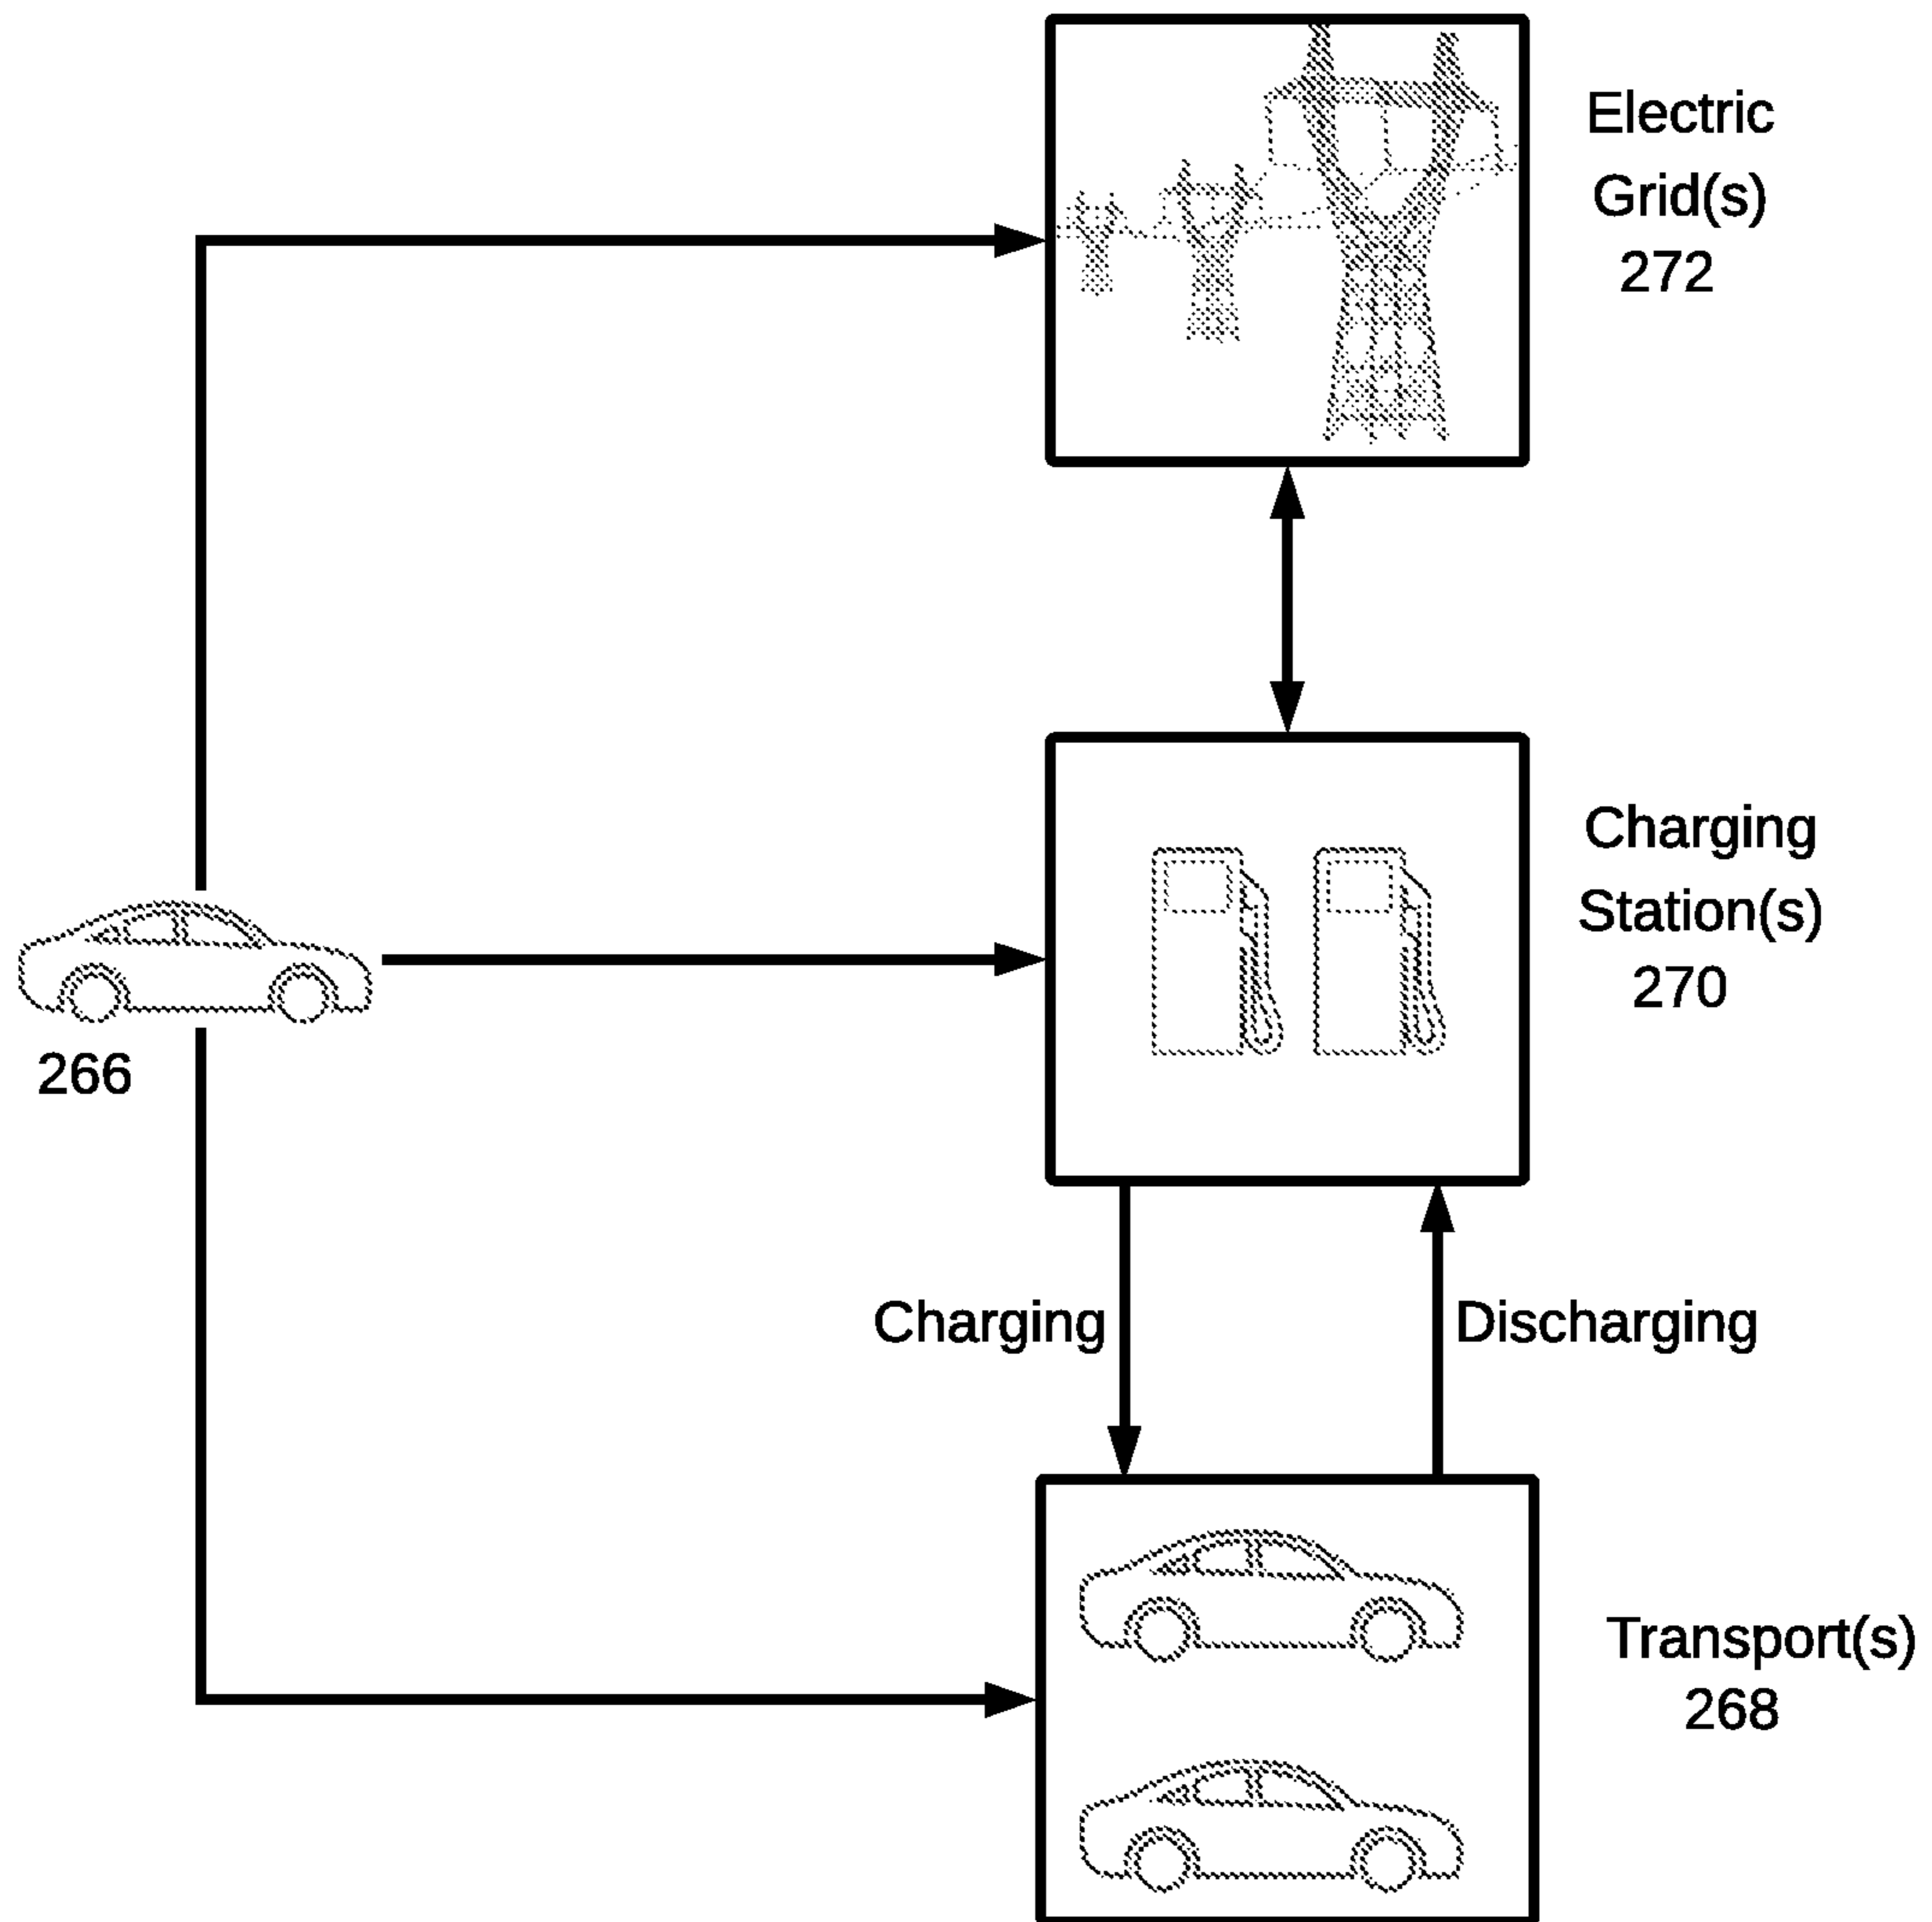 Electric
Grid(s)
272
Charging
Station(s)
270
266
Charging
Discharging
Transport(s)
268